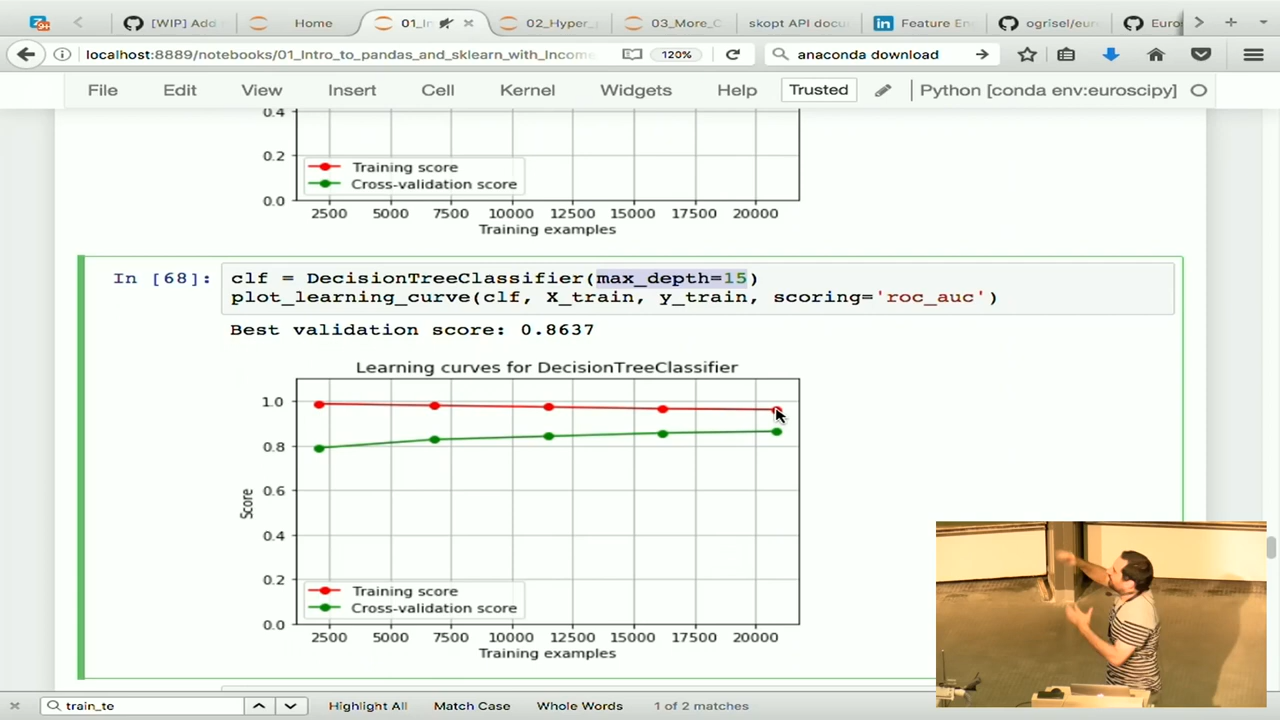 [WIP] Add
Home
01_In
02_Hyper_
03_More_C
skopt API docu
Feature En
ogrisel/eur
Euros
localhost:8889/notebooks/01_Intro_to_pandas_and_sklearn_with_Incom
120%
anaconda download
File Edit View Insert Cell Kernel Widgets Help Trusted Python [conda env:euroscipy]
0.4
0.2
0.0
Training score
Cross-validation score
2500 5000 7500 10000 12500 15000 17500 20000
Training examples
In [68]: clf = DecisionTreeClassifier(max_depth=15)
plot_learning_curve(clf, X_train, y_train, scoring='roc_auc')
Best validation score: 0.8637
Learning curves for DecisionTreeClassifier
1.0
0.8
0.6
0.4
0.2
0.0
Score
Training score
Cross-validation score
2500 5000 7500 10000 12500 15000 17500 20000
Training examples
train_te Highlight All Match Case Whole Words 1 of 2 matches